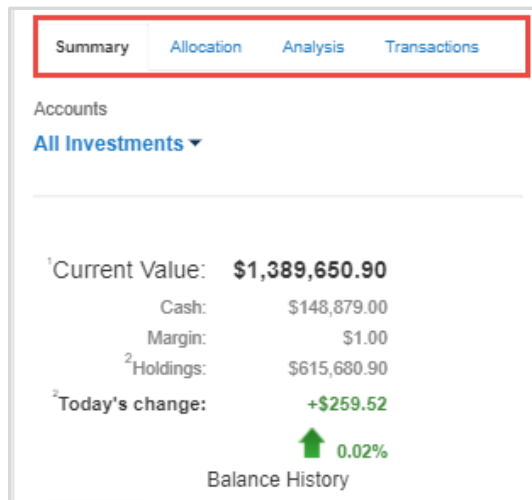 Summary Allocation Analysis Transactions
Accounts
All Investments
¹Current Value: $1,389,650.90
Cash: $148,879.00
Margin: $1.00
²Holdings: $615,680.90
²Today's change: +$259.52
0.02%
Balance History